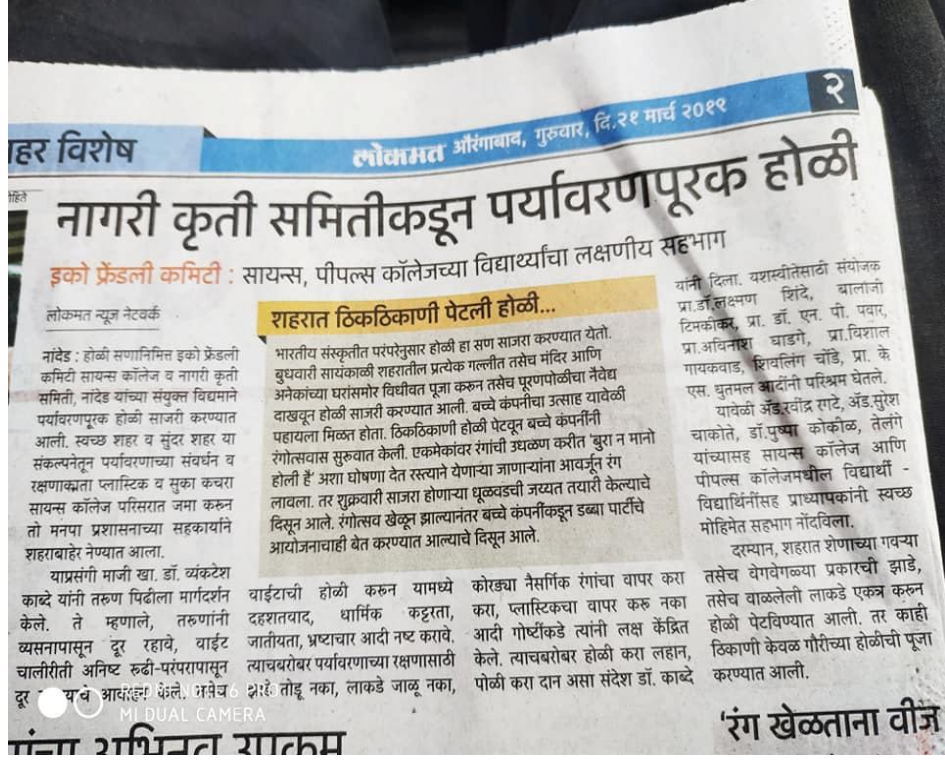 २
हर विशेष
लोकमत औरंगाबाद, गुरुवार, दि.२१ मार्च २०१९
नागरी कृती समितीकडून पर्यावरणपूरक होळी
इको फ्रेंडली कमिटी : सायन्स, पीपल्स कॉलेजच्या विद्यार्थ्यांचा लक्षणीय सहभाग
लोकमत न्यूज नेटवर्क
नांदेड : होळी सणानिमित्त इको फ्रेंडली
कमिटी सायन्स कॉलेज व नागरी कृती
समिती, नांदेड यांच्या संयुक्त विद्यमाने
पर्यावरणपूरक होळी साजरी करण्यात
आली. स्वच्छ शहर व सुंदर शहर या
संकल्पनेतून पर्यावरणाच्या संवर्धन व
रक्षणाकरता प्लास्टिक व सुका कचरा
सायन्स कॉलेज परिसरात जमा करून
तो मनपा प्रशासनाच्या सहकार्याने
शहराबाहेर नेण्यात आला.
याप्रसंगी माजी खा. डॉ. व्यंकटेश
काब्दे यांनी तरूण पिढीला मार्गदर्शन
केले. ते म्हणाले, तरूणांनी
व्यसनापासून दूर रहावे, वाईट
चालीरीती अनिष्ट रूढी-परंपरापासून
दूर आवाहन केले. तसेच
शहरात ठिकठिकाणी पेटली होळी...
भारतीय संस्कृतीत परंपरेनुसार होळी हा सण साजरा करण्यात येतो.
बुधवारी सायंकाळी शहरातील प्रत्येक गल्लीत तसेच मंदिर आणि
अनेकांच्या घरांसमोर विधीवत पूजा करून तसेच पूरणपोळीचा नैवेद्य
दाखवून होळी साजरी करण्यात आली. बच्चे कंपनीचा उत्साह यावेळी
पहायला मिळत होता. ठिकठिकाणी होळी पेटवून बच्चे कंपनींनी
रंगोत्सवास सुरूवात केली. एकमेकांवर रंगांची उधळण करीत 'बुरा न मानो
होली है' अशा घोषणा देत रस्त्याने येणाऱ्या जाणाऱ्यांना आवर्जून रंग
लावला. तर शुक्रवारी साजरा होणाऱ्या धूळवडची जय्यत तयारी केल्याचे
दिसून आले. रंगोत्सव खेळून झाल्यानंतर बच्चे कंपनीकडून डब्बा पार्टीचे
आयोजनाचाही बेत करण्यात आल्याचे दिसून आले.
वाईटाची होळी करून यामध्ये
दहशतवाद, धार्मिक कट्टरता,
जातीयता, भ्रष्टाचार आदी नष्ट करावे.
त्याचबरोबर पर्यावरणाच्या रक्षणासाठी
झाडे तोडू नका, लाकडे जाळू नका,
कोरड्या नैसर्गिक रंगांचा वापर करा
करा, प्लास्टिकचा वापर करू नका
आदी गोष्टींकडे त्यांनी लक्ष केंद्रित
केले. त्याचबरोबर होळी करा लहान,
पोळी करा दान असा संदेश डॉ. काब्दे
यांनी दिला. यशस्वीतेसाठी संयोजक
प्रा.डॉ.लक्ष्मण शिंदे, बालाजी
टिमकीकर, प्रा. डॉ. एन. पी. पवार,
प्रा.अविनाश घाडगे, प्रा.विशाल
गायकवाड, शिवलिंग चोंडे, प्रा. के
एस. धुतमल आदींनी परिश्रम घेतले.
यावेळी अॅड.रवींद्र रगटे, अॅड.सुरेश
चाकोते, डॉ.पुष्पा कोकीळ, तेलंगे
यांच्यासह सायन्स कॉलेज आणि
पीपल्स कॉलेजमधील विद्यार्थी -
विद्यार्थिनींसह प्राध्यापकांनी स्वच्छ
मोहिमेत सहभाग नोंदविला.
दरम्यान, शहरात शेणाच्या गवऱ्या
तसेच वेगवेगळ्या प्रकारची झाडे,
तसेच वाळलेली लाकडे एकत्र करून
होळी पेटविण्यात आली. तर काही
ठिकाणी केवळ गौरीच्या होळीची पूजा
करण्यात आली.
'रंग खेळताना वीज
REDMI NOTE 6 PRO
MI DUAL CAMERA